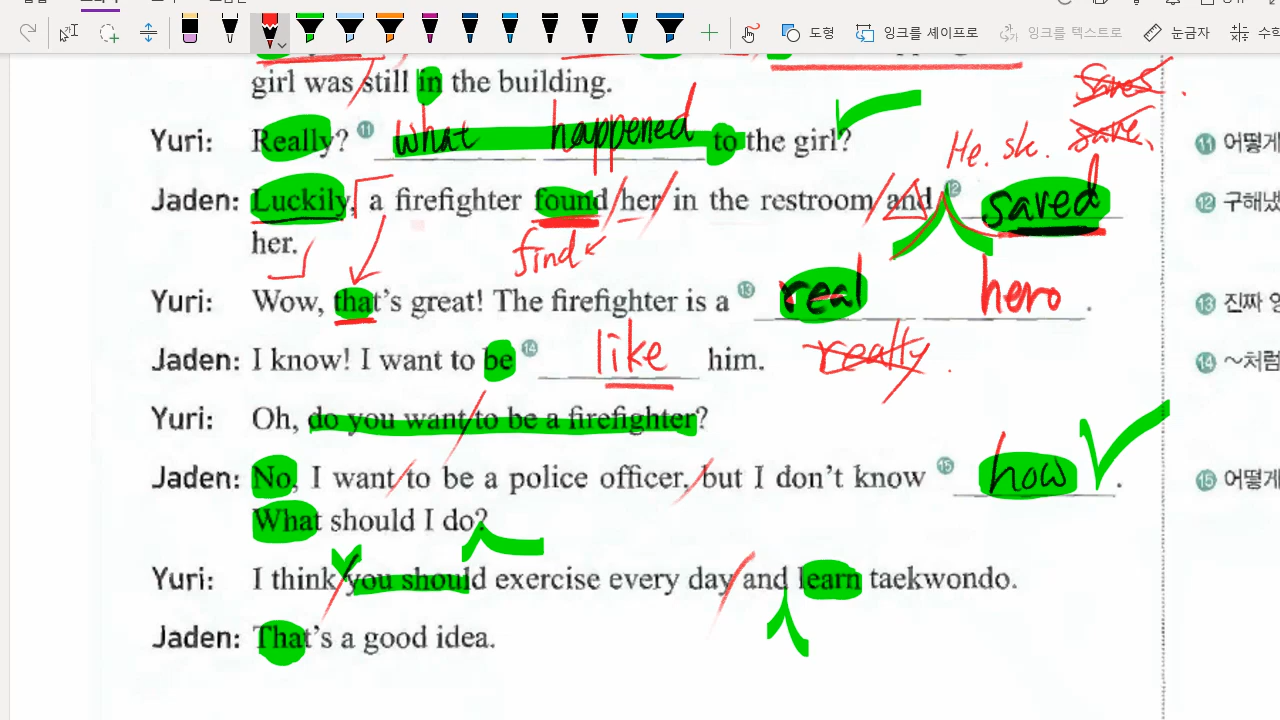 도형 잉크를 셰이프로 잉크를 텍스트로 눈금자
girl was still in the building.
saves
save
Yuri: Really? 11 what happened to the girl?
11 어떻게
He. sk.
Jaden: Luckily, a firefighter found her in the restroom and 12 saved
12 구해냈
her.
find
Yuri: Wow, that's great! The firefighter is a 13 real hero.
13 진짜 영
Jaden: I know! I want to be 14 like him.
really
14 ~처럼
Yuri: Oh, do you want to be a firefighter?
Jaden: No, I want to be a police officer, but I don't know 15 how.
15 어떻게
What should I do?
Yuri: I think you should exercise every day and learn taekwondo.
Jaden: That's a good idea.